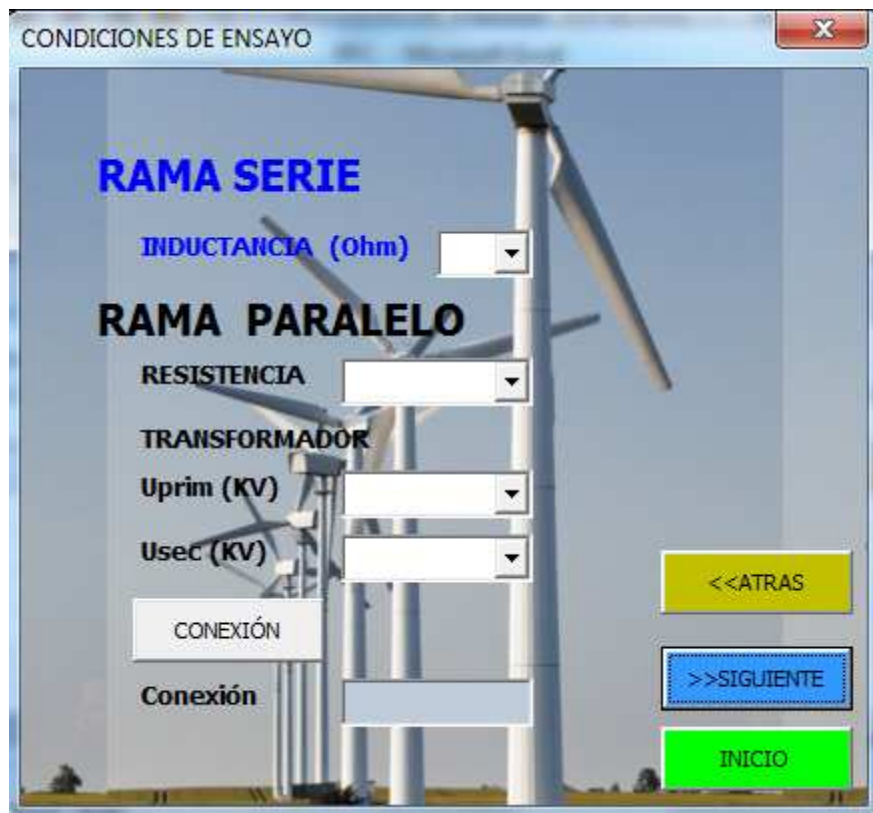 CONDICIONES DE ENSAYO
RAMA SERIE
INDUCTANCIA (Ohm)
RAMA PARALELO
RESISTENCIA
TRANSFORMADOR
Uprim (KV)
Usec (KV)
<<ATRAS
CONEXIÓN
>>SIGUIENTE
Conexión
INICIO